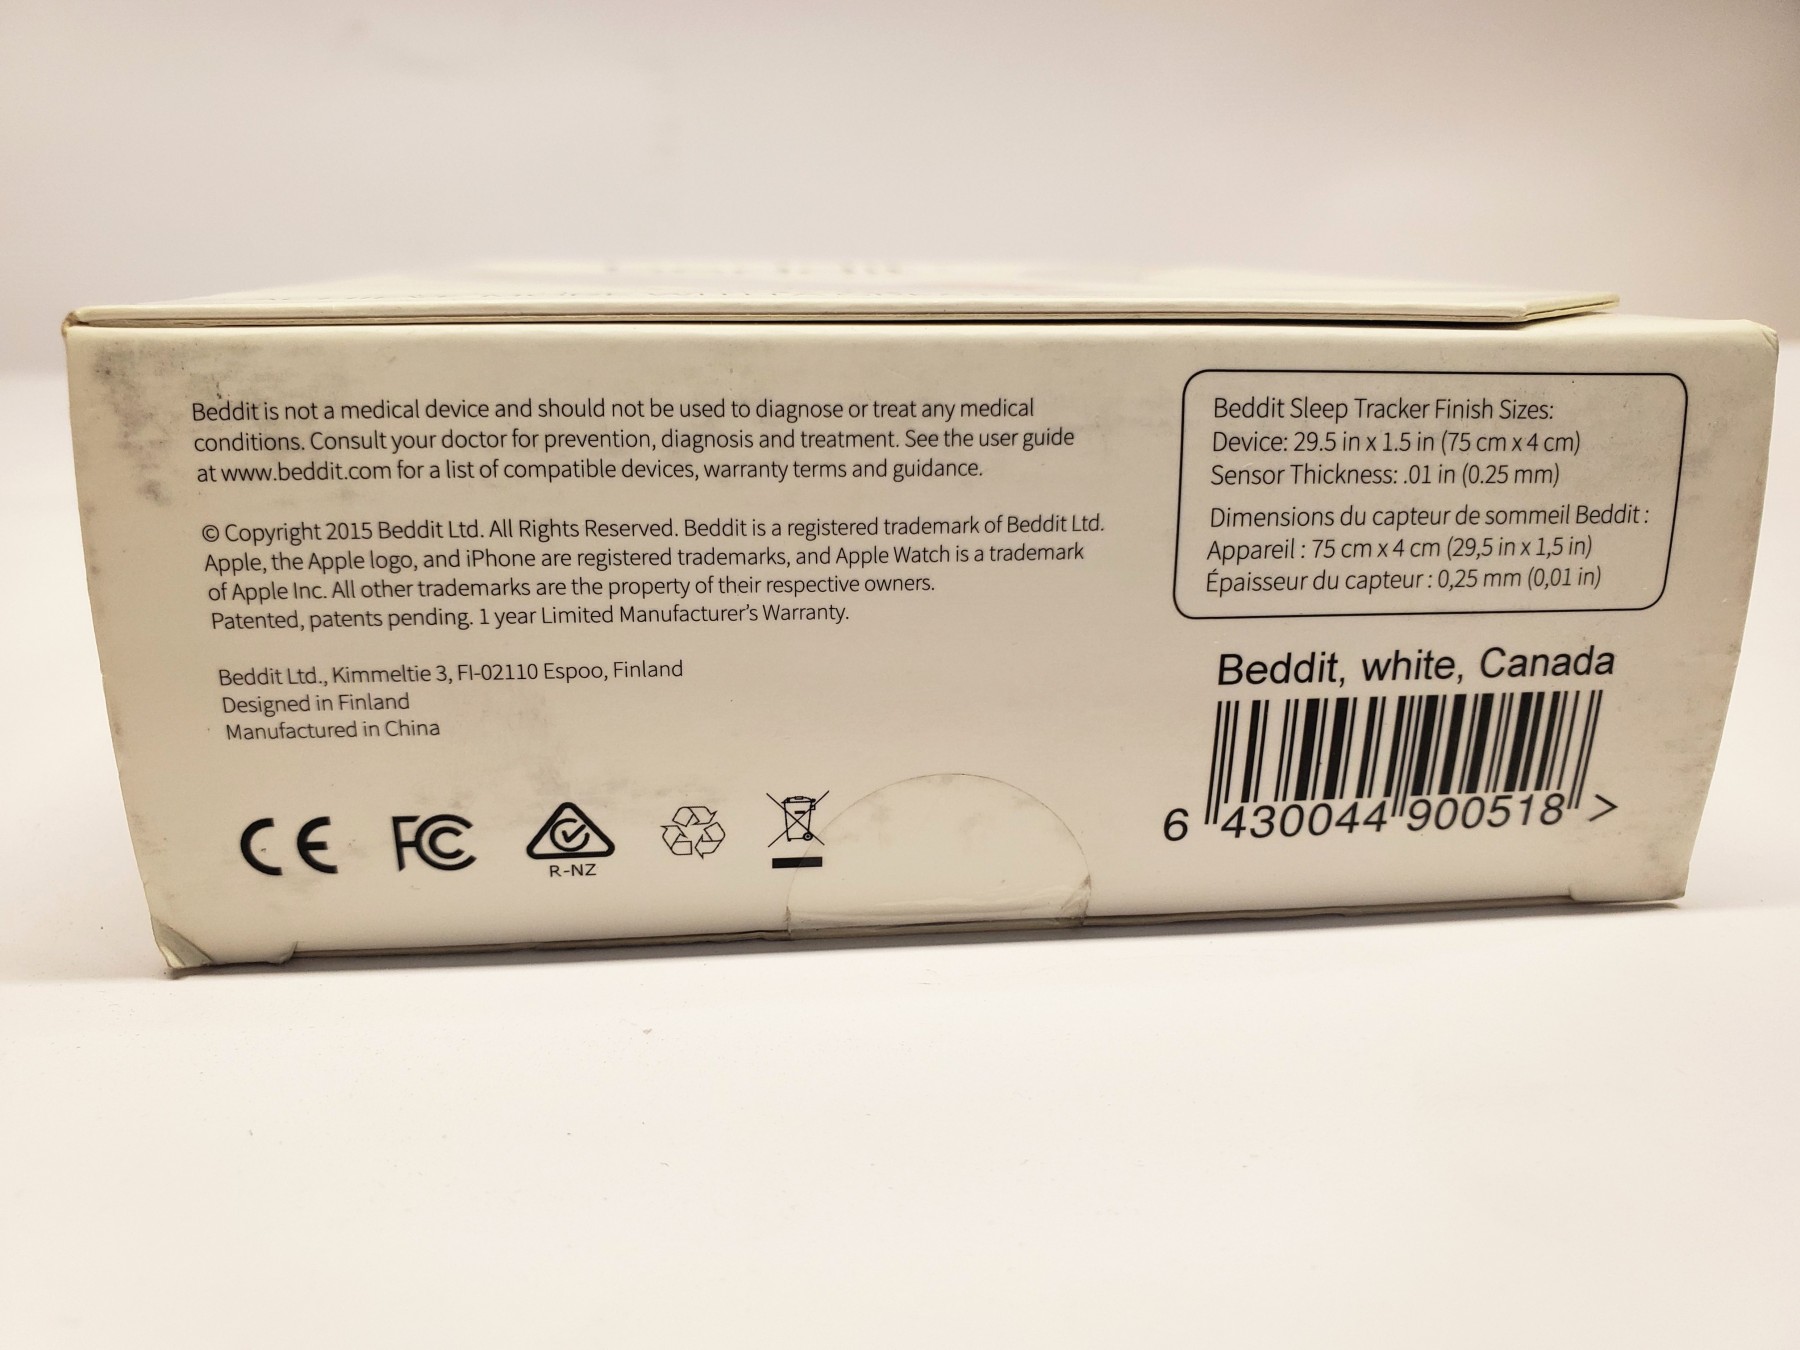 Beddit is not a medical device and should not be used to diagnose or treat any medical
conditions. Consult your doctor for prevention, diagnosis and treatment. See the user guide
at www.beddit.com for a list of compatible devices, warranty terms and guidance.
© Copyright 2015 Beddit Ltd. All Rights Reserved. Beddit is a registered trademark of Beddit Ltd.
Apple, the Apple logo, and iPhone are registered trademarks, and Apple Watch is a trademark
of Apple Inc. All other trademarks are the property of their respective owners.
Patented, patents pending. 1 year Limited Manufacturer's Warranty.
Beddit Ltd., Kimmeltie 3, FI-02110 Espoo, Finland
Designed in Finland
Manufactured in China
CE FC
R-NZ
Beddit Sleep Tracker Finish Sizes:
Device: 29.5 in x 1.5 in (75 cm x 4 cm)
Sensor Thickness: .01 in (0.25 mm)
Dimensions du capteur de sommeil Beddit :
Appareil : 75 cm x 4 cm (29,5 in x 1,5 in)
Épaisseur du capteur : 0,25 mm (0,01 in)
Beddit, white, Canada
6 430044 900518 >